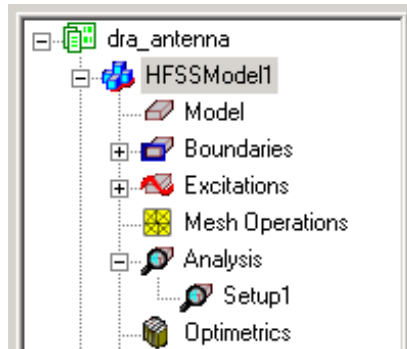 dra_antenna
HFSSModel1
Model
Boundaries
Excitations
Mesh Operations
Analysis
Setup1
Optimetrics